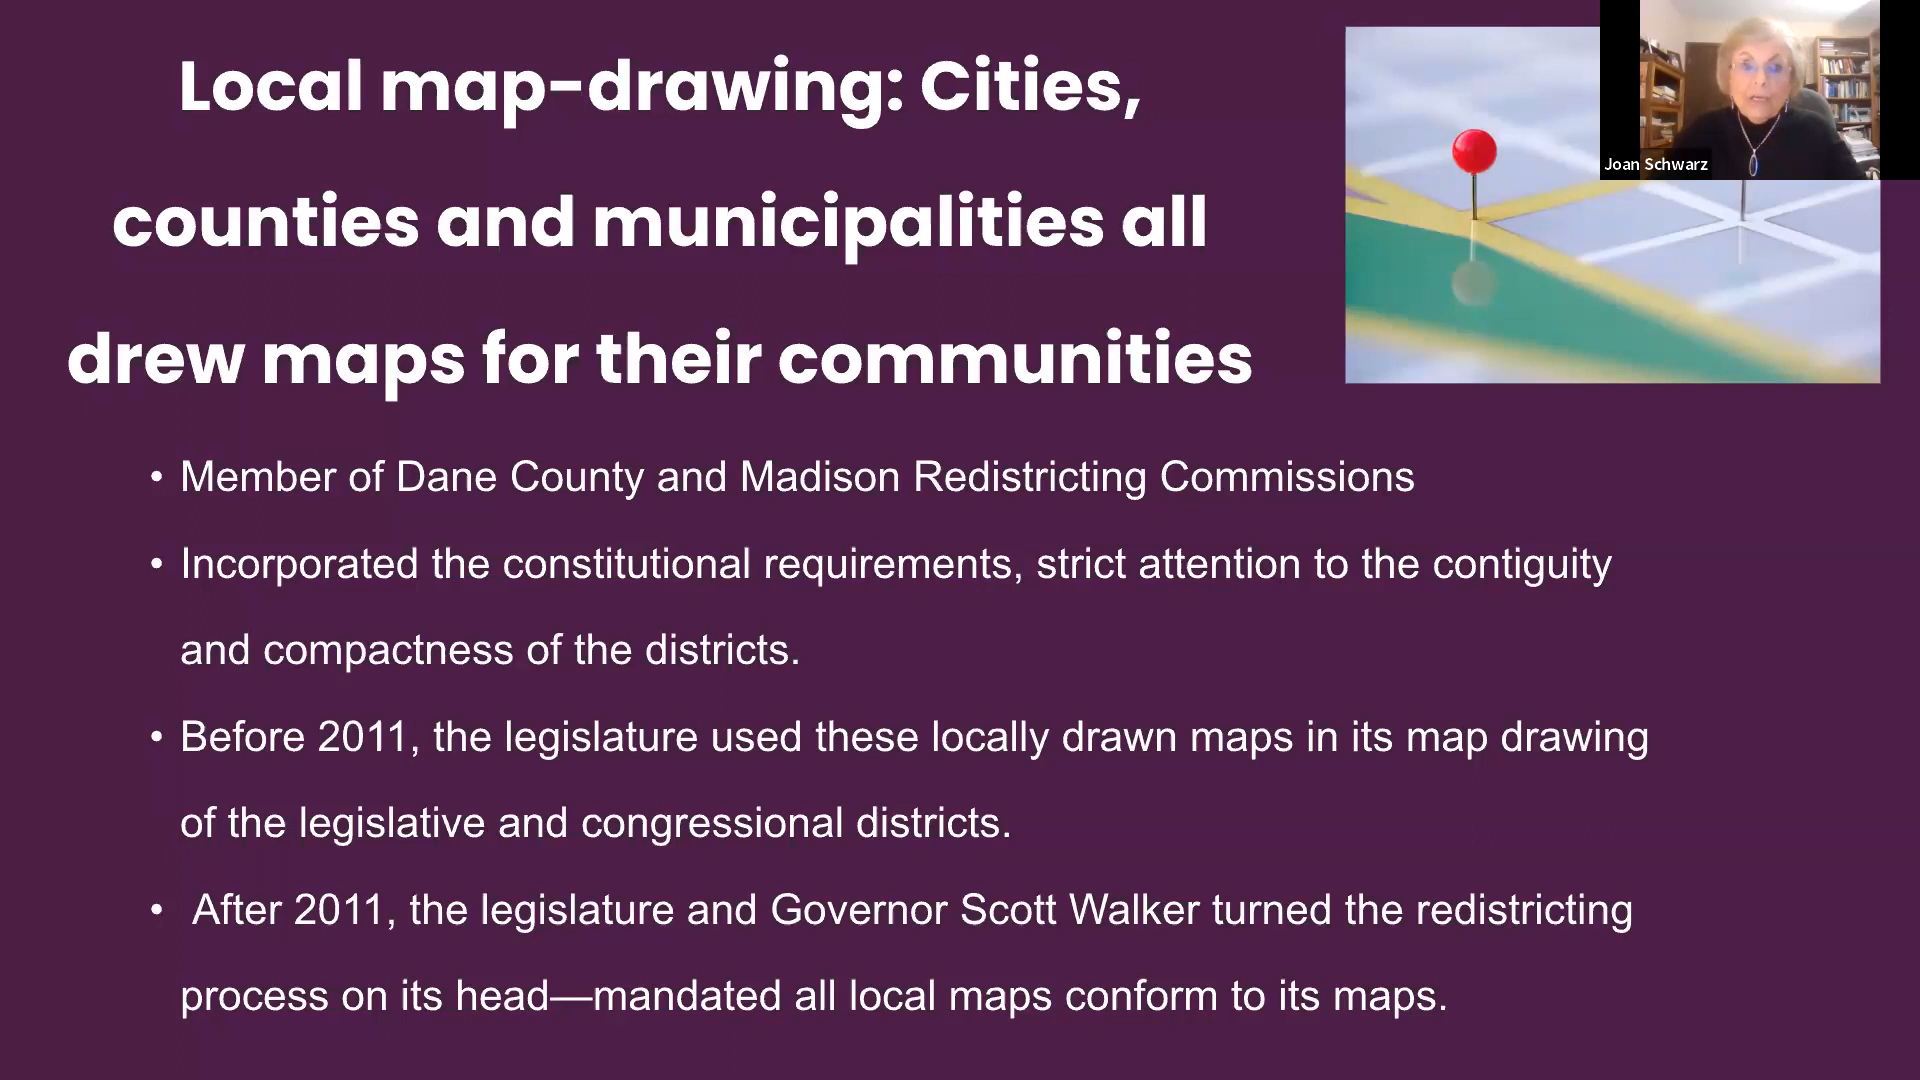 Local map-drawing: Cities,
counties and municipalities all
drew maps for their communities
Joan Schwarz
• Member of Dane County and Madison Redistricting Commissions
• Incorporated the constitutional requirements, strict attention to the contiguity
and compactness of the districts.
• Before 2011, the legislature used these locally drawn maps in its map drawing
of the legislative and congressional districts.
• After 2011, the legislature and Governor Scott Walker turned the redistricting
process on its head—mandated all local maps conform to its maps.